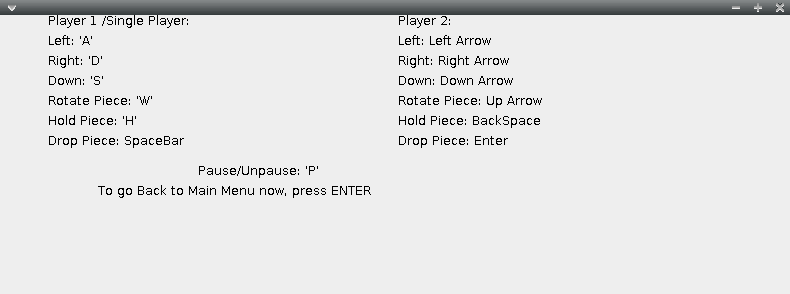 Player 1 /Single Player:
Left: 'A'
Right: 'D'
Down: 'S'
Rotate Piece: 'W'
Hold Piece: 'H'
Drop Piece: SpaceBar
Player 2:
Left: Left Arrow
Right: Right Arrow
Down: Down Arrow
Rotate Piece: Up Arrow
Hold Piece: BackSpace
Drop Piece: Enter
Pause/Unpause: 'P'
To go Back to Main Menu now, press ENTER